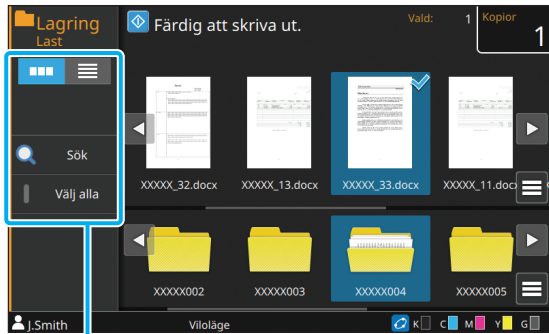 Lagring
Last
Färdig att skriva ut.
Vald: 1
Kopior
1
Sök
Välj alla
XXXXX_32.docx
XXXXX_13.docx
XXXXX_33.docx
XXXXX_11.docx
XXXXX002
XXXXX003
XXXXX004
XXXXX005
J.Smith
Viloläge
K C M Y G